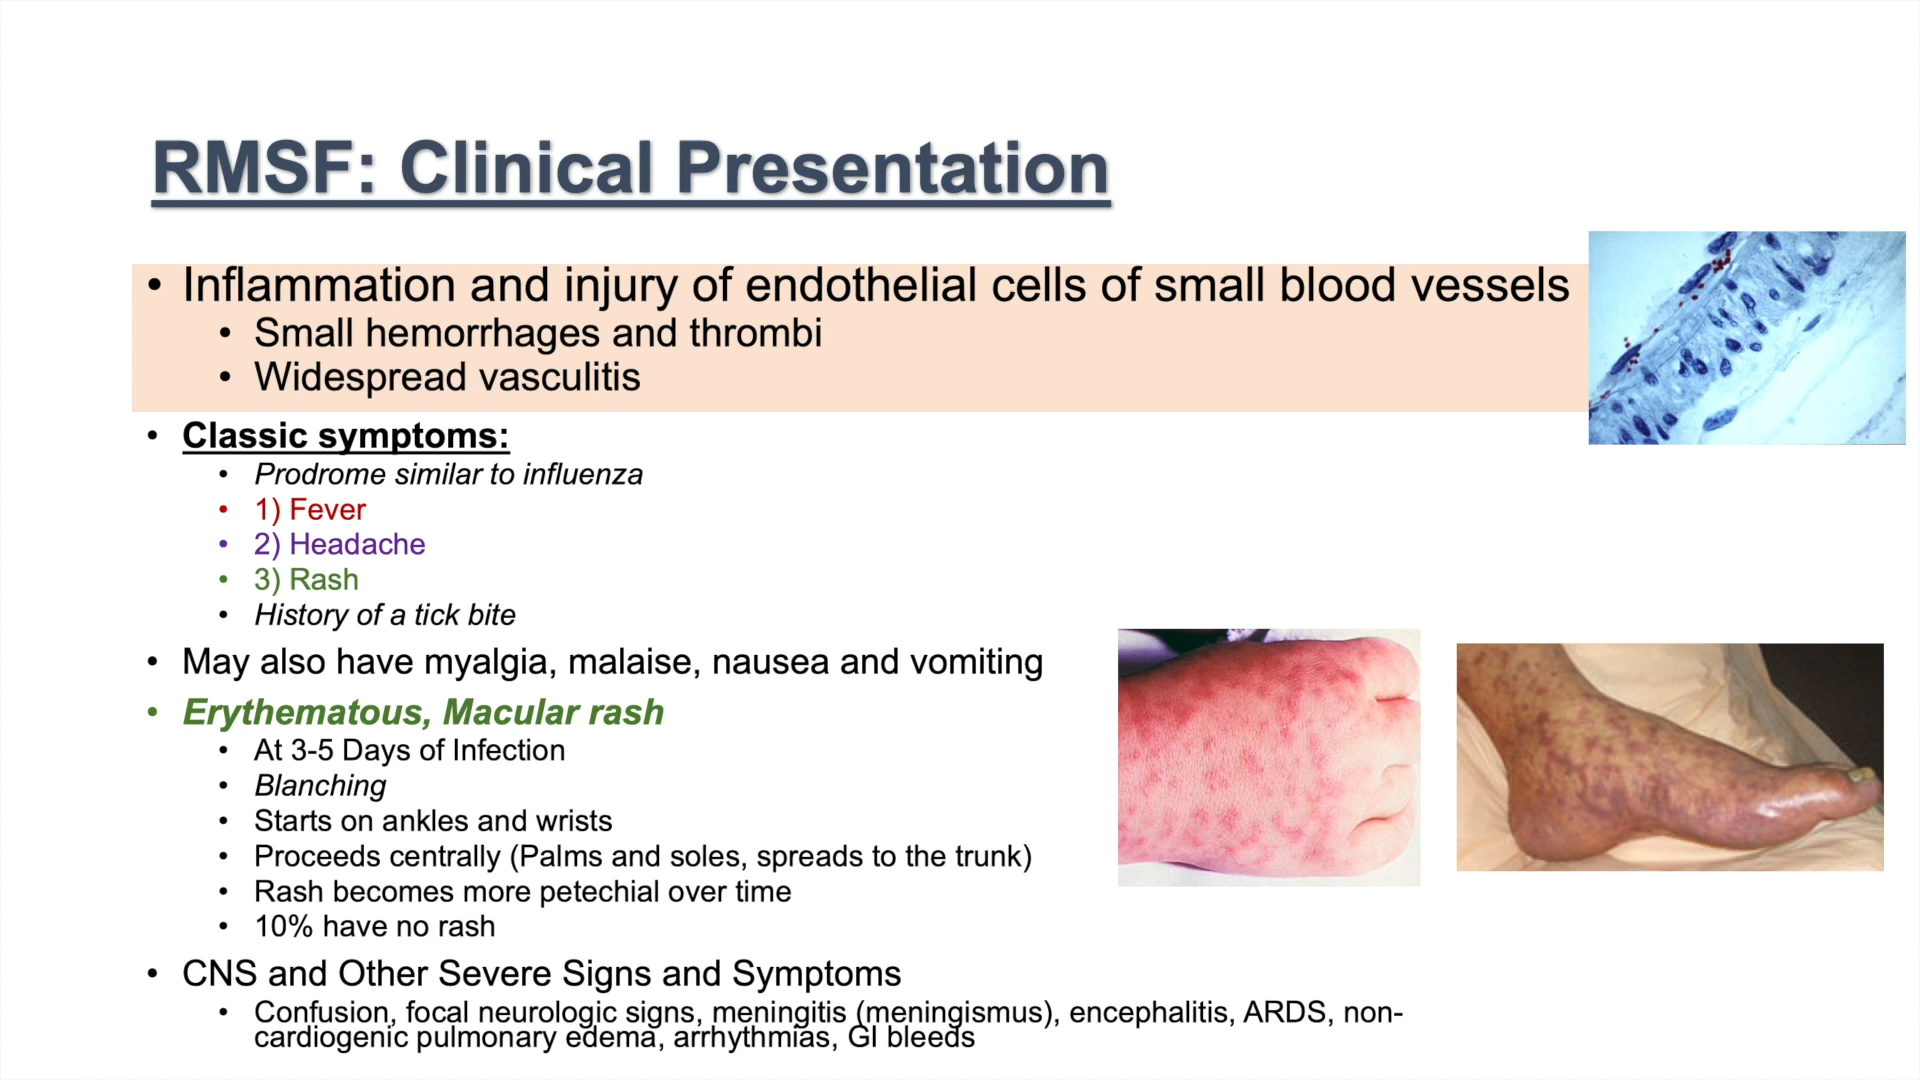 RMSF: Clinical Presentation
• Inflammation and injury of endothelial cells of small blood vessels
• Small hemorrhages and thrombi
• Widespread vasculitis
• Classic symptoms:
• Prodrome similar to influenza
• 1) Fever
• 2) Headache
• 3) Rash
• History of a tick bite
• May also have myalgia, malaise, nausea and vomiting
• Erythematous, Macular rash
• At 3-5 Days of Infection
• Blanching
• Starts on ankles and wrists
• Proceeds centrally (Palms and soles, spreads to the trunk)
• Rash becomes more petechial over time
• 10% have no rash
• CNS and Other Severe Signs and Symptoms
• Confusion, focal neurologic signs, meningitis (meningismus), encephalitis, ARDS, non-
cardiogenic pulmonary edema, arrhythmias, GI bleeds